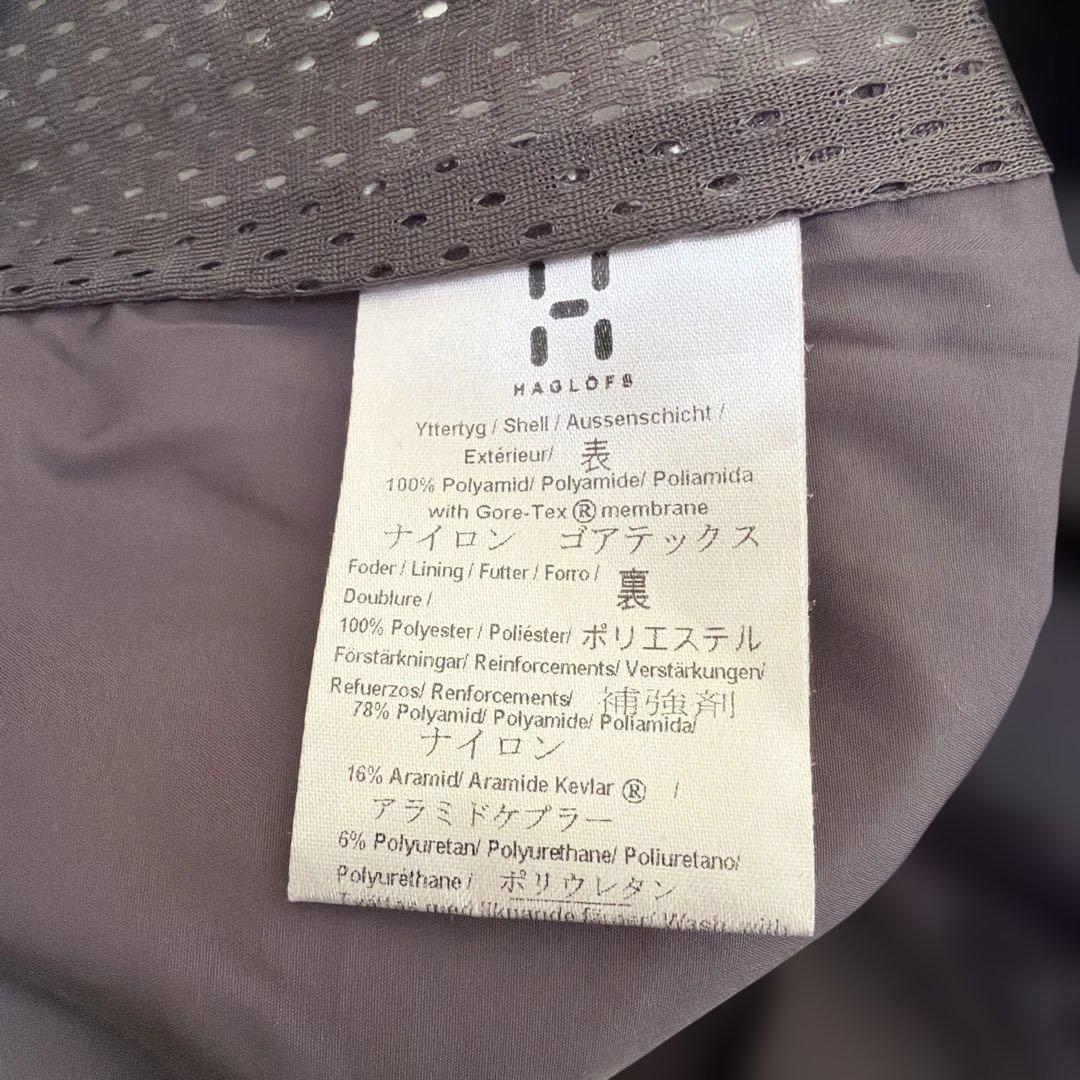 HAGLÖFS
Yttertyg / Shell / Aussenschicht /
Extérieur/ 表
100% Polyamid/ Polyamide/ Poliamida
with Gore-Tex ® membrane
ナイロン ゴアテックス
Foder / Lining / Futter / Forro /
Doublure / 裏
100% Polyester / Poliéster/ ポリエステル
Förstärkningar/ Reinforcements/ Verstärkungen/
Refuerzos/ Renforcements/ 補強剤
78% Polyamid/ Polyamide/ Poliamida/
ナイロン
16% Aramid/ Aramide Kevlar ® /
アラミドケプラー
6% Polyuretan/ Polyurethane/ Poliuretano/
Polyuréthane / ポリウレタン
Wash with